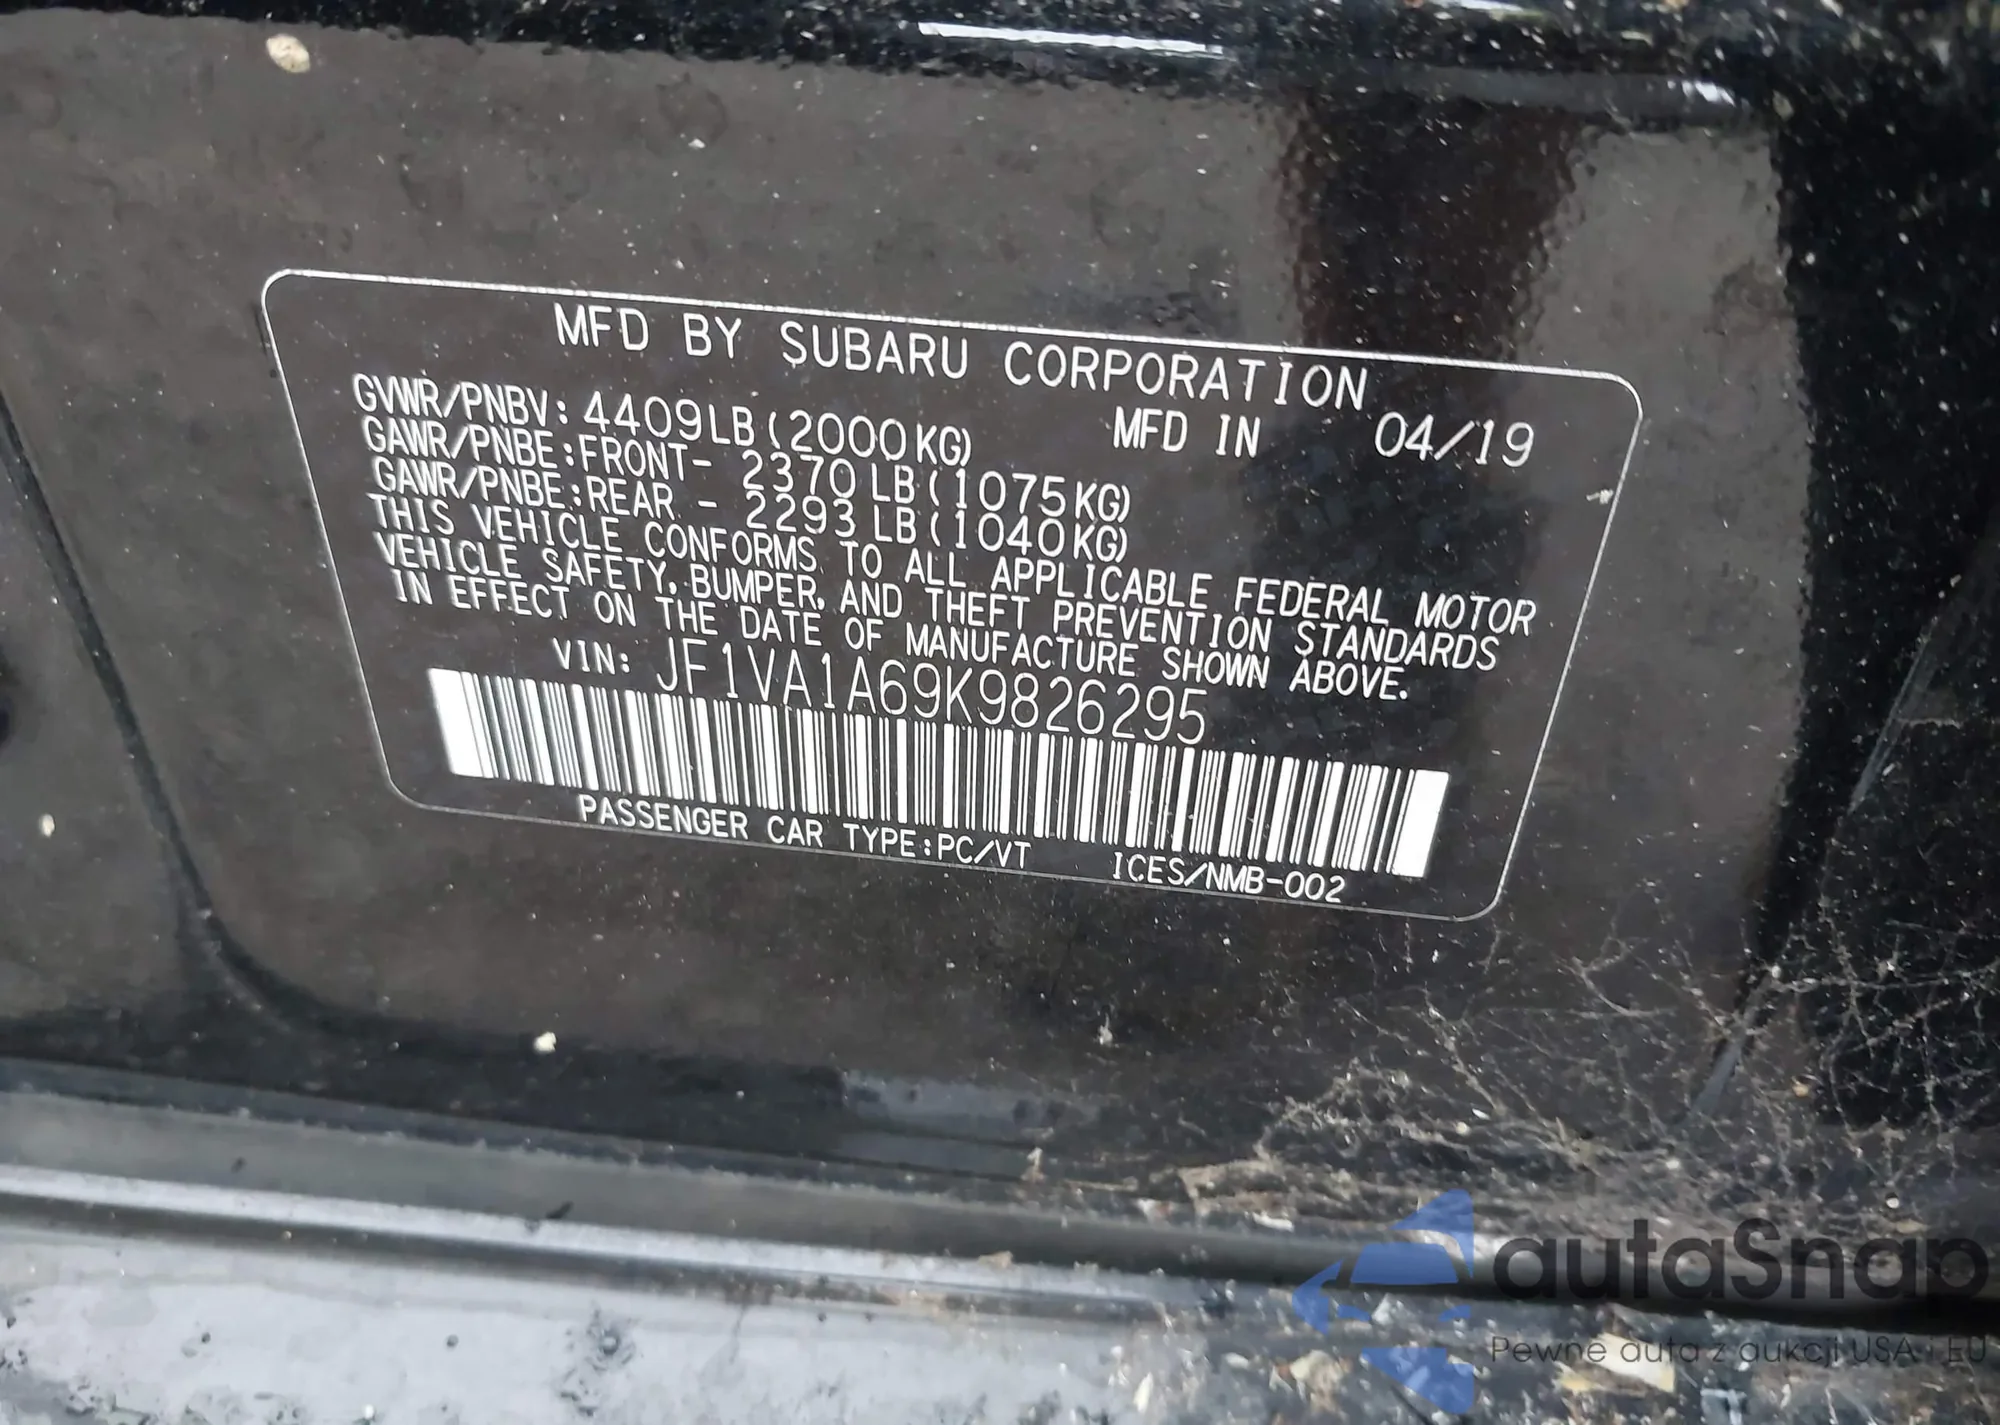 MFD BY SUBARU CORPORATION
GVWR/PNBV: 4409LB(2000KG) MFD IN 04/19
GAWR/PNBE:FRONT- 2370LB(1075KG)
GAWR/PNBE:REAR - 2293LB(1040KG)
THIS VEHICLE CONFORMS TO ALL APPLICABLE FEDERAL MOTOR
VEHICLE SAFETY, BUMPER, AND THEFT PREVENTION STANDARDS
IN EFFECT ON THE DATE OF MANUFACTURE SHOWN ABOVE.
VIN: JF1VA1A69K9826295
PASSENGER CAR TYPE:PC/VT ICES/NMB-002
autaSnap
Pewne auta z aukcji USA i EU